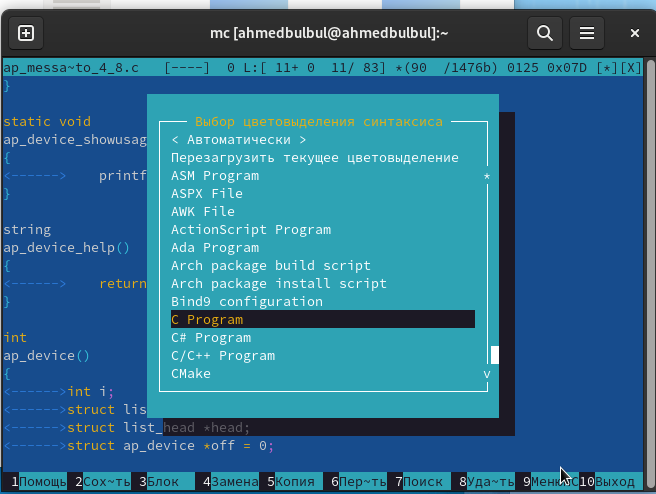 mc [ahmedbulbul@ahmedbulbul]:~
ap_messa~to_4_8.c [----] 0 L:[ 11+ 0 11/ 83] *(90 /1476b) 0125 0x07D [*][X]
}
static void
ap_device_showusag
{
<------> printf
}
string
ap_device_help()
{
<------> return
}
int
ap_device()
{
<------>int i;
<------>struct lis
<------>struct list_head *head;
<------>struct ap_device *off = 0;
Выбор цветовыделения синтаксиса
< Автоматически >
Перезагрузить текущее цветовыделение
ASM Program
ASPX File
AWK File
ActionScript Program
Ada Program
Arch package build script
Arch package install script
Bind9 configuration
C Program
C# Program
C/C++ Program
CMake
1Помощь 2Сох~ть 3Блок 4Замена 5Копия 6Пер~ть 7Поиск 8Уда~ть 9МенюMC 10Выход